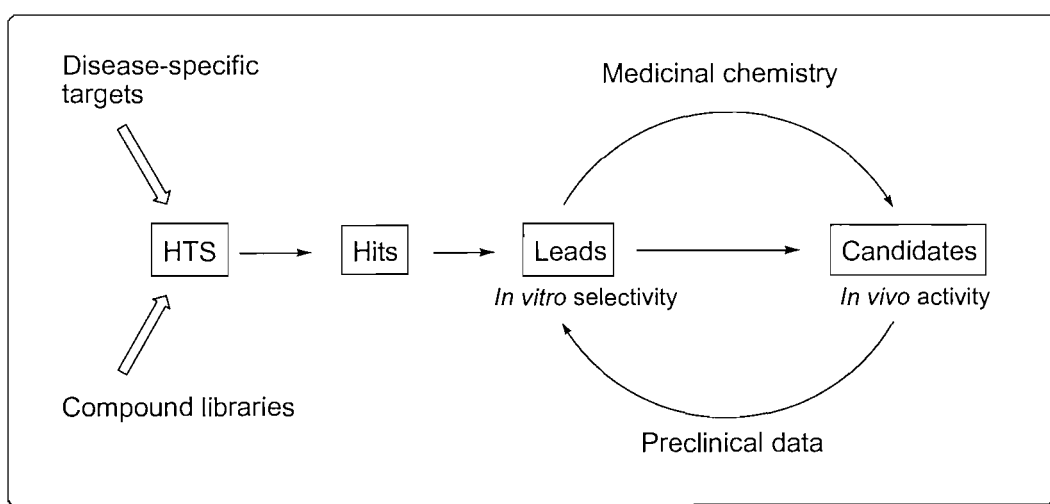 Disease-specific
targets
Medicinal chemistry
HTS
Hits
Leads
Candidates
In vitro selectivity
In vivo activity
Compound libraries
Preclinical data